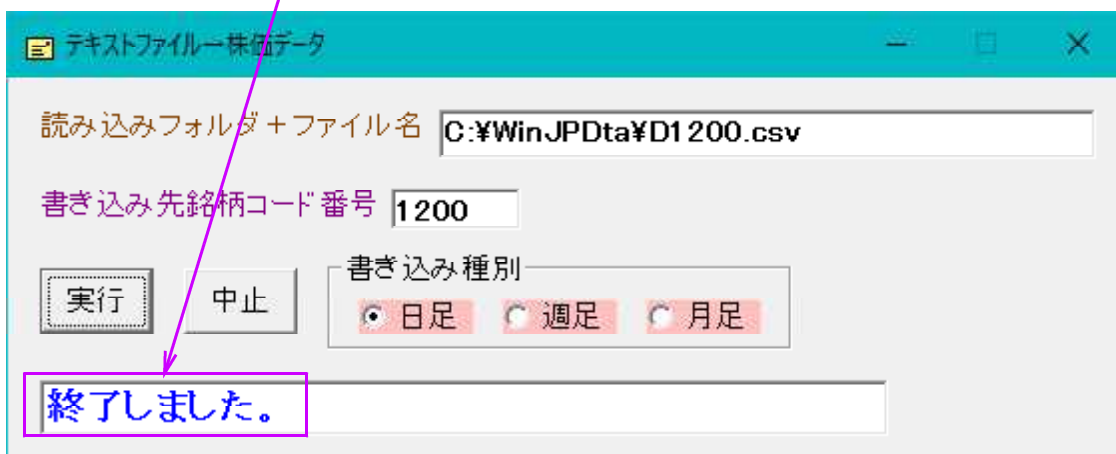 テキストファイル→株価データ
読み込みフォルダ+ファイル名 C:¥WinJPDta¥D1200.csv
書き込み先銘柄コード番号 1200
書き込み種別
実行 中止 日足 週足 月足
終了しました。